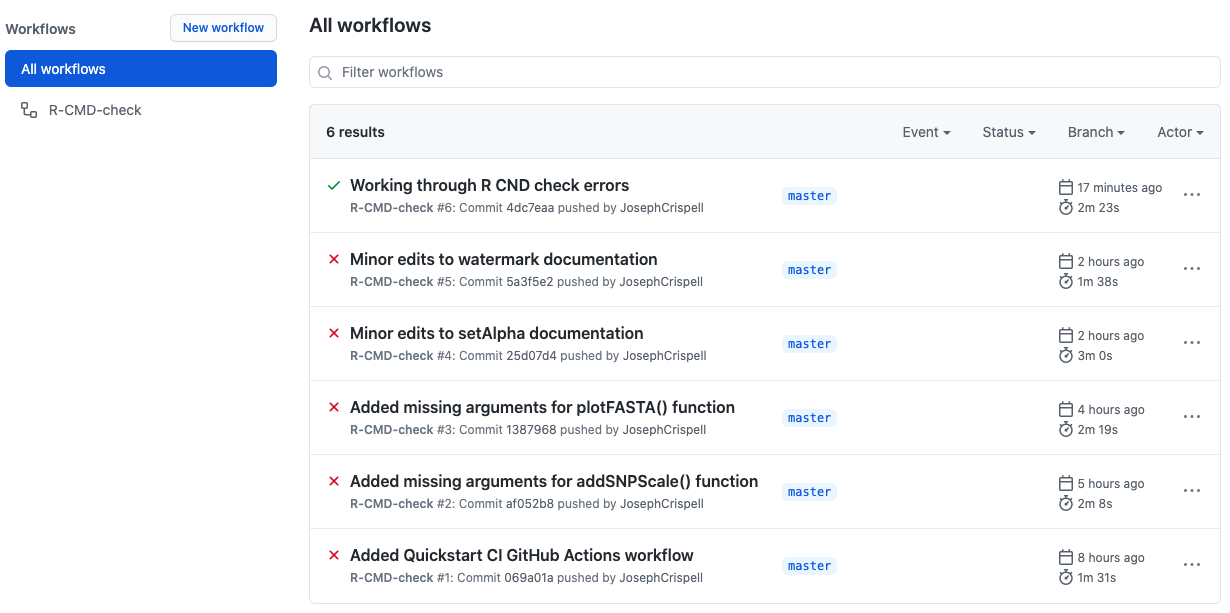 Workflows
New workflow
All workflows
R-CMD-check
All workflows
Filter workflows
6 results
Event
Status
Branch
Actor
Working through R CND check errors
R-CMD-check #6: Commit 4dc7eaa pushed by JosephCrispell
master
17 minutes ago
2m 23s
Minor edits to watermark documentation
R-CMD-check #5: Commit 5a3f5e2 pushed by JosephCrispell
master
2 hours ago
1m 38s
Minor edits to setAlpha documentation
R-CMD-check #4: Commit 25d07d4 pushed by JosephCrispell
master
2 hours ago
3m 0s
Added missing arguments for plotFASTA() function
R-CMD-check #3: Commit 1387968 pushed by JosephCrispell
master
4 hours ago
2m 19s
Added missing arguments for addSNPScale() function
R-CMD-check #2: Commit af052b8 pushed by JosephCrispell
master
5 hours ago
2m 8s
Added Quickstart CI GitHub Actions workflow
R-CMD-check #1: Commit 069a01a pushed by JosephCrispell
master
8 hours ago
1m 31s